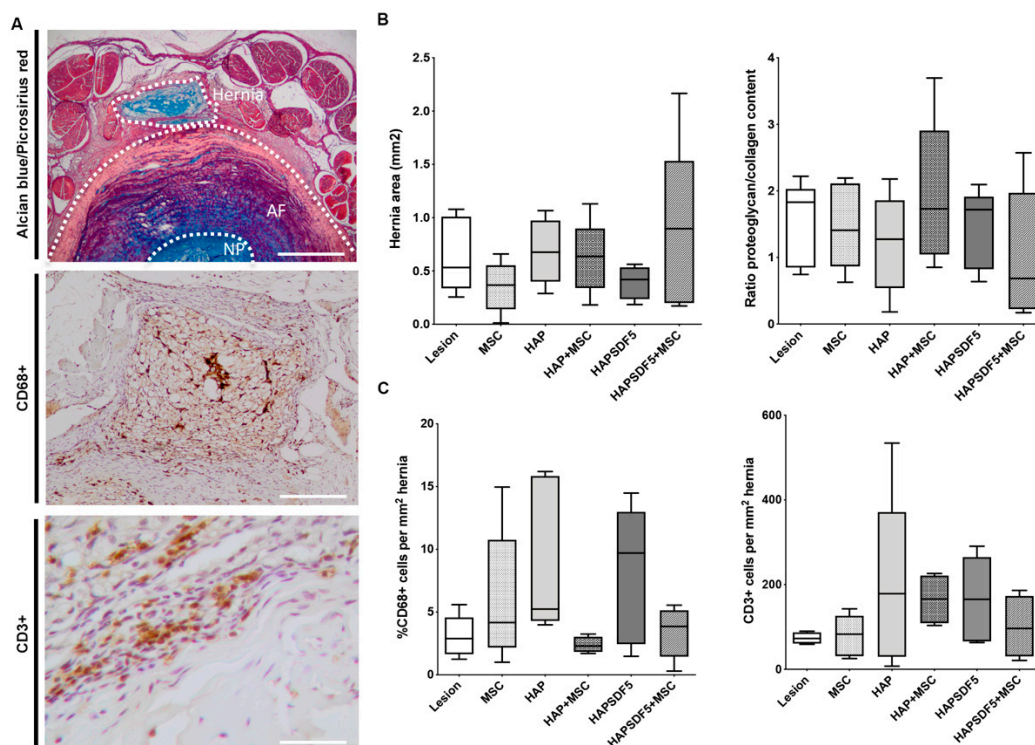 A
Alcian blue/Picrosirius red
Hernia
AF
NP
CD68+
CD3+
B
Hernia area (mm2)
2.5
2.0
1.5
1.0
0.5
0.0
Lesion
MSC
HAP
HAP+MSC
HAPSDF5
HAPSDF5+MSC
Ratio proteoglycan/collagen content
4
3
2
1
0
Lesion
MSC
HAP
HAP+MSC
HAPSDF5
HAPSDF5+MSC
C
%CD68+ cells per mm² hernia
20
15
10
5
0
Lesion
MSC
HAP
HAP+MSC
HAPSDF5
HAPSDF5+MSC
CD3+ cells per mm² hernia
600
400
200
0
Lesion
MSC
HAP
HAP+MSC
HAPSDF5
HAPSDF5+MSC